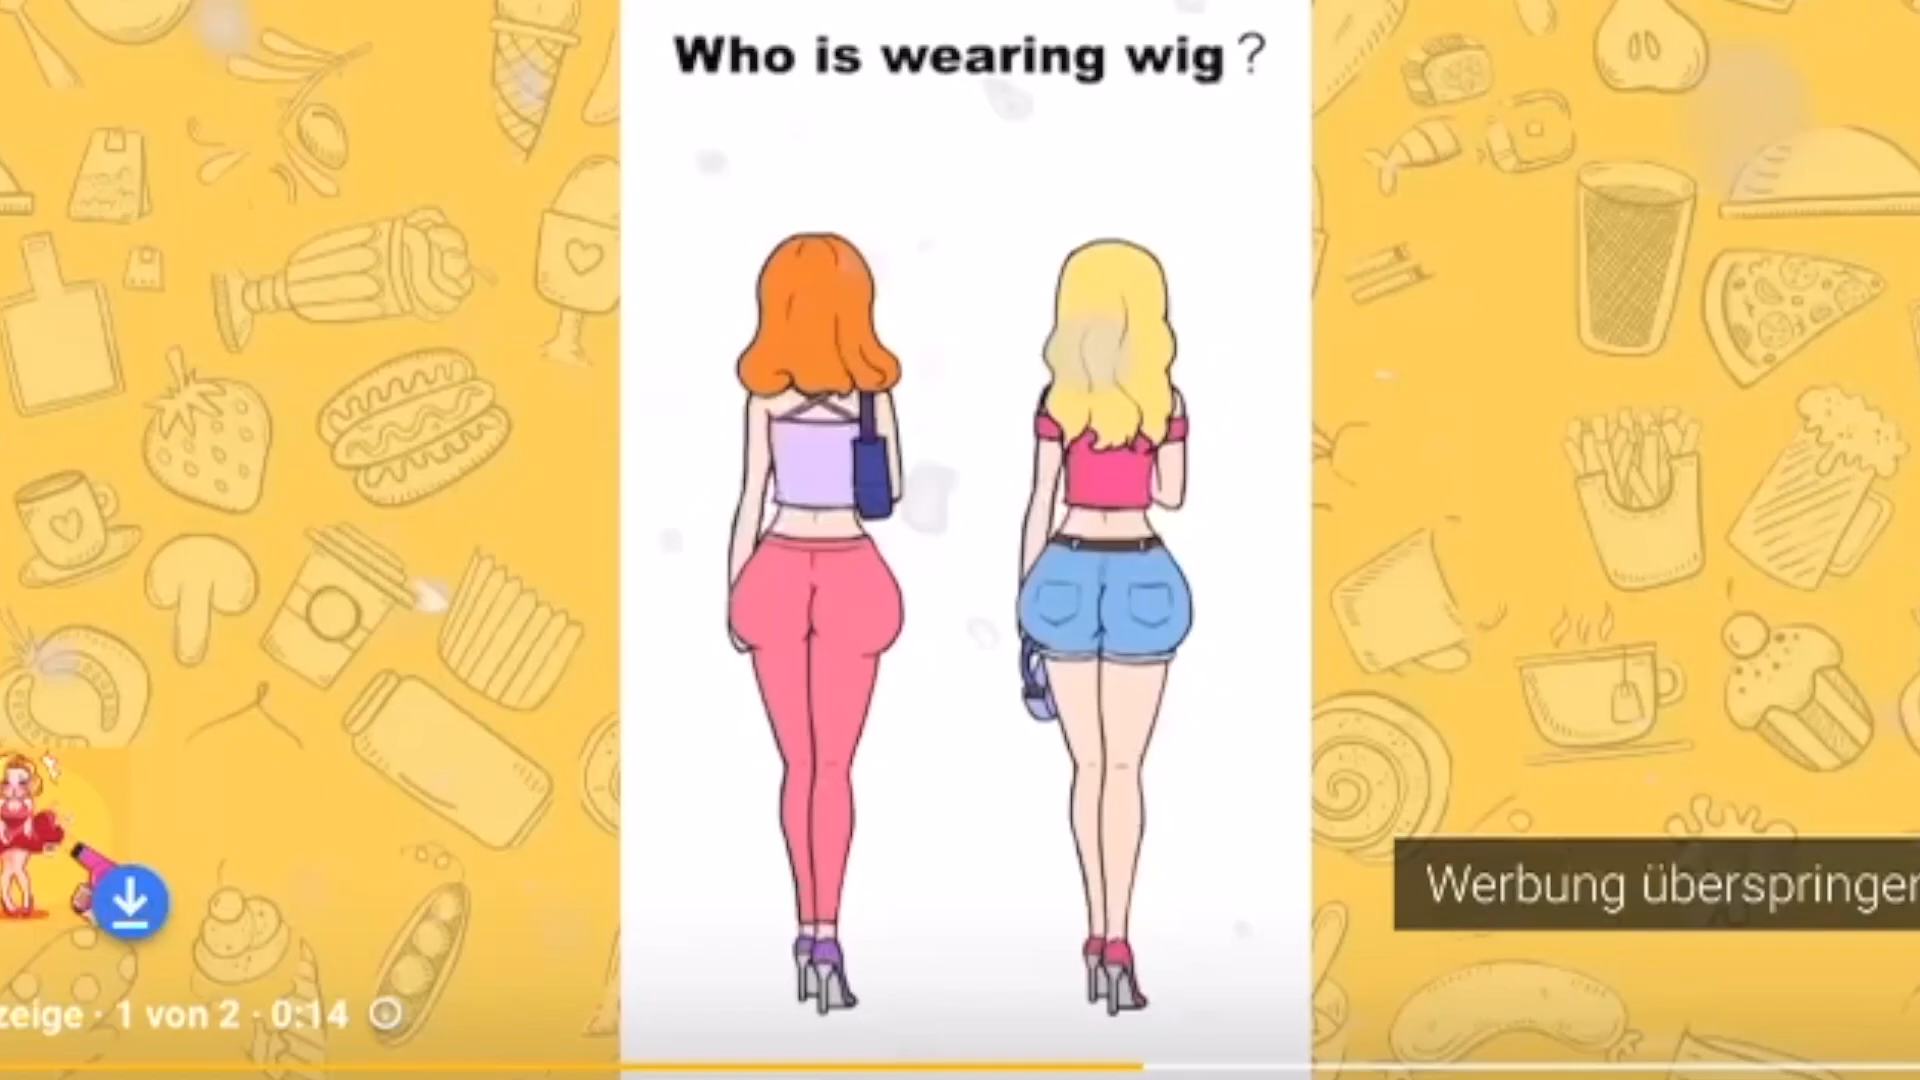 Who is wearing wig?
Werbung überspringen
zeige · 1 von 2 · 0:14